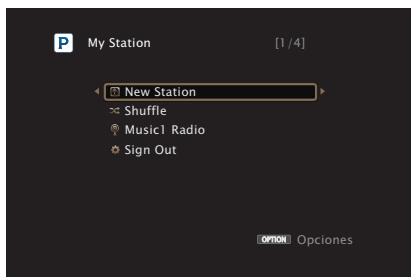 P My Station [1/4]
New Station
Shuffle
Music1 Radio
Sign Out
OPTION Opciones